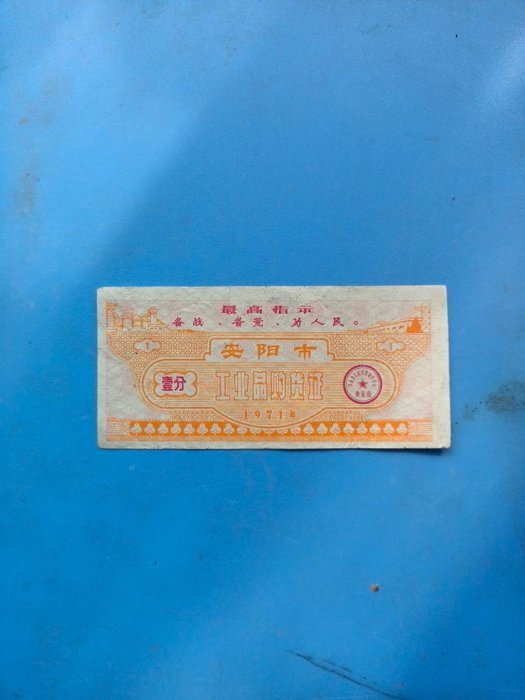 最高指示
备战、备荒、为人民。
安阳市
1
1
壹分
工业品购货证
1971年